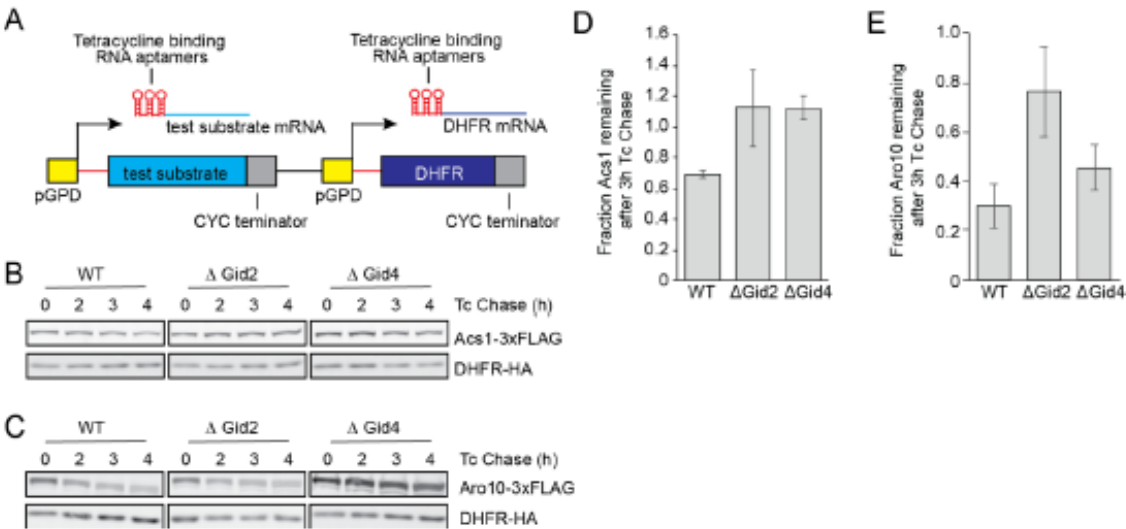 A
Tetracycline binding
RNA aptamers
Tetracycline binding
RNA aptamers
test substrate mRNA
DHFR mRNA
test substrate
DHFR
pGPD
pGPD
CYC teminator
CYC teminator
B
WT
Δ Gid2
Δ Gid4
0 2 3 4 0 2 3 4 0 2 3 4 Tc Chase (h)
Acs1-3xFLAG
DHFR-HA
C
WT
Δ Gid2
Δ Gid4
0 2 3 4 0 2 3 4 0 2 3 4 Tc Chase (h)
Aro10-3xFLAG
DHFR-HA
D
Fraction Acs1 remaining
after 3h Tc Chase
1.6
1.4
1.2
1.0
0.8
0.6
0.4
0.2
0
WT ΔGid2 ΔGid4
E
Fraction Aro10 remaining
after 3h Tc Chase
1.0
0.8
0.6
0.4
0.2
0
WT ΔGid2 ΔGid4